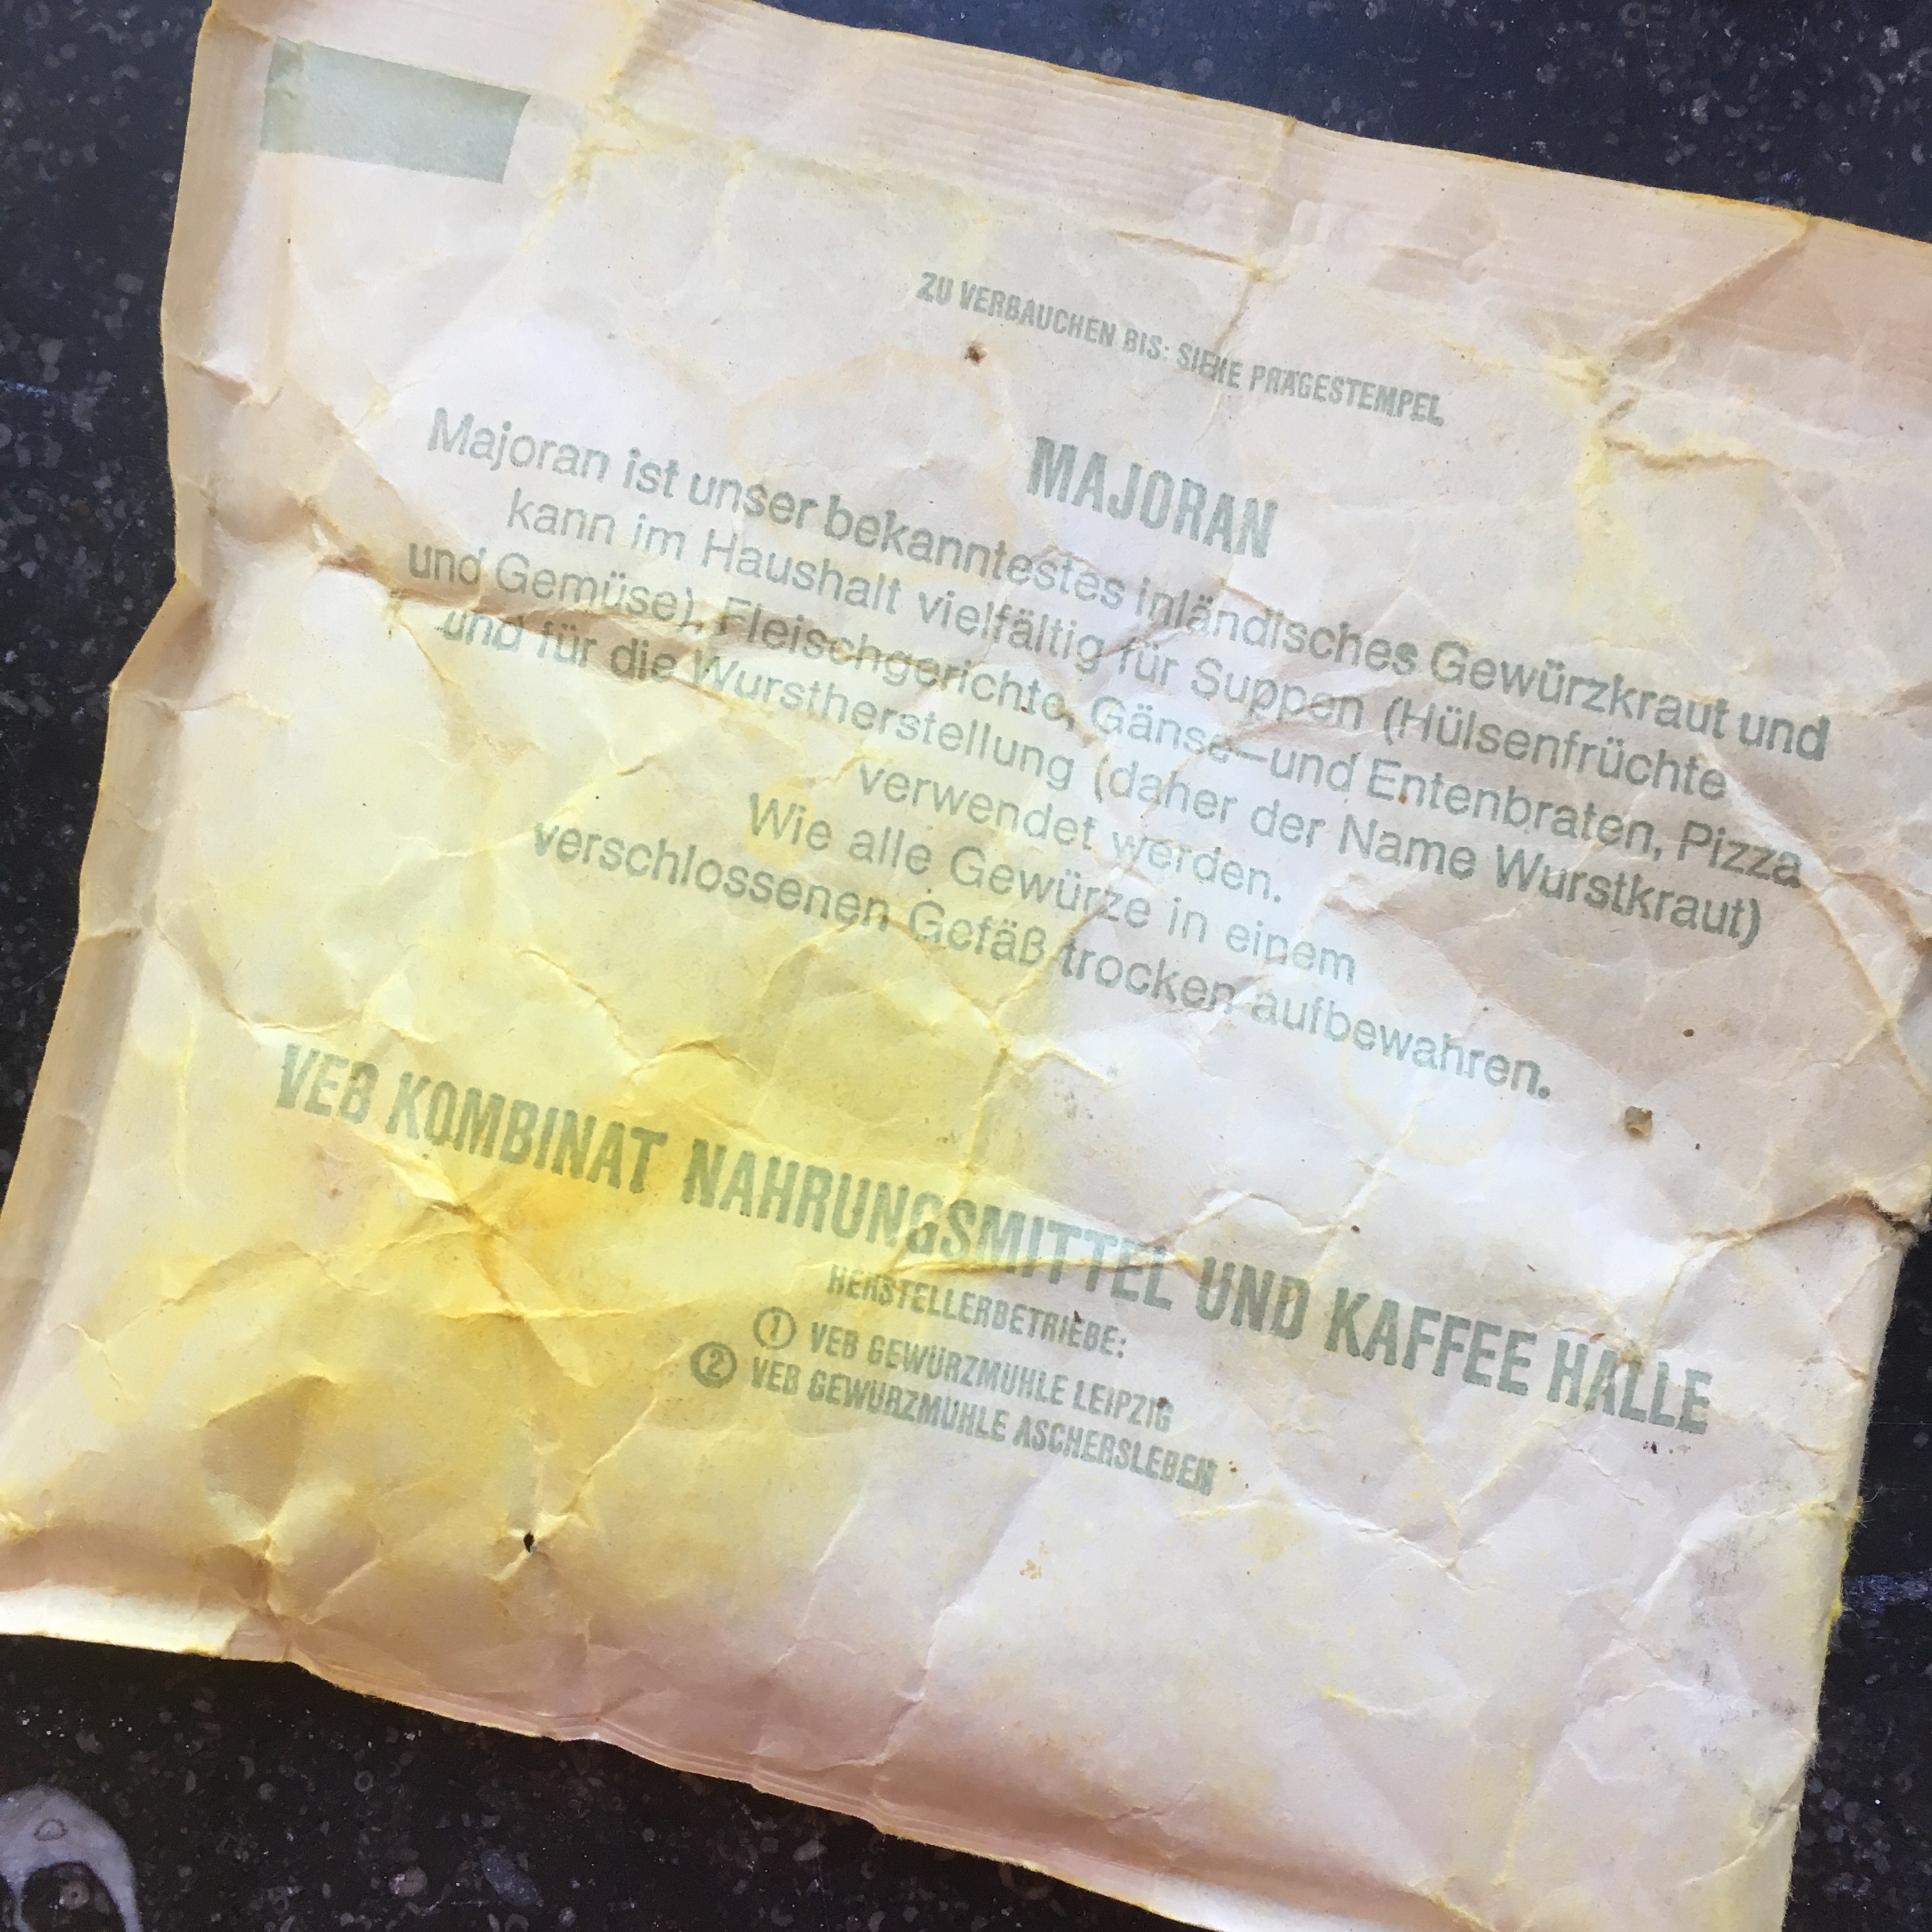 ZU VERBAUCHEN BIS: SIEHE PRÄGESTEMPEL
MAJORAN
Majoran ist unser bekanntestes inländisches Gewürzkraut und
kann im Haushalt vielfältig für Suppen (Hülsenfrüchte
und Gemüse), Fleischgerichte, Gänse-und Entenbraten, Pizza
und für die Wurstherstellung (daher der Name Wurstkraut)
verwendet werden.
Wie alle Gewürze in einem
verschlossenen Gefäß trocken aufbewahren.
VEB KOMBINAT NAHRUNGSMITTEL UND KAFFEE HALLE
HERSTELLERBETRIEBE:
① VEB GEWÜRZMÜHLE LEIPZIG
② VEB GEWÜRZMÜHLE ASCHERSLEBEN